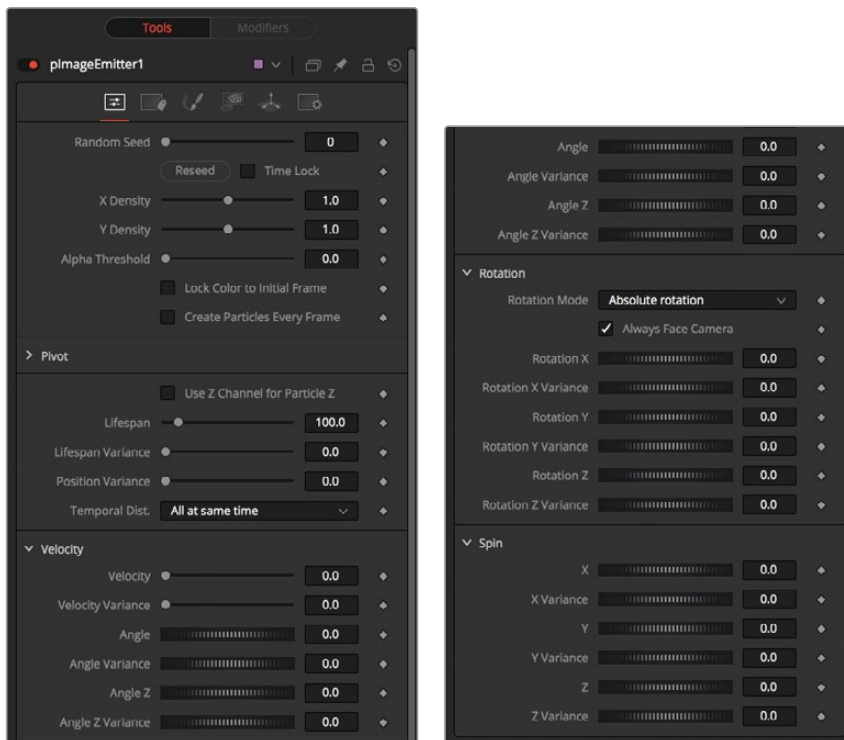 Tools Modifiers
pImageEmitter1
Random Seed 0
Reseed Time Lock
X Density 1.0
Y Density 1.0
Alpha Threshold 0.0
Lock Color to Initial Frame
Create Particles Every Frame
Pivot
Use Z Channel for Particle Z
Lifespan 100.0
Lifespan Variance 0.0
Position Variance 0.0
Temporal Dist. All at same time
Velocity
Velocity 0.0
Velocity Variance 0.0
Angle 0.0
Angle Variance 0.0
Angle Z 0.0
Angle Z Variance 0.0
Angle 0.0
Angle Variance 0.0
Angle Z 0.0
Angle Z Variance 0.0
Rotation
Rotation Mode Absolute rotation
Always Face Camera
Rotation X 0.0
Rotation X Variance 0.0
Rotation Y 0.0
Rotation Y Variance 0.0
Rotation Z 0.0
Rotation Z Variance 0.0
Spin
X 0.0
X Variance 0.0
Y 0.0
Y Variance 0.0
Z 0.0
Z Variance 0.0